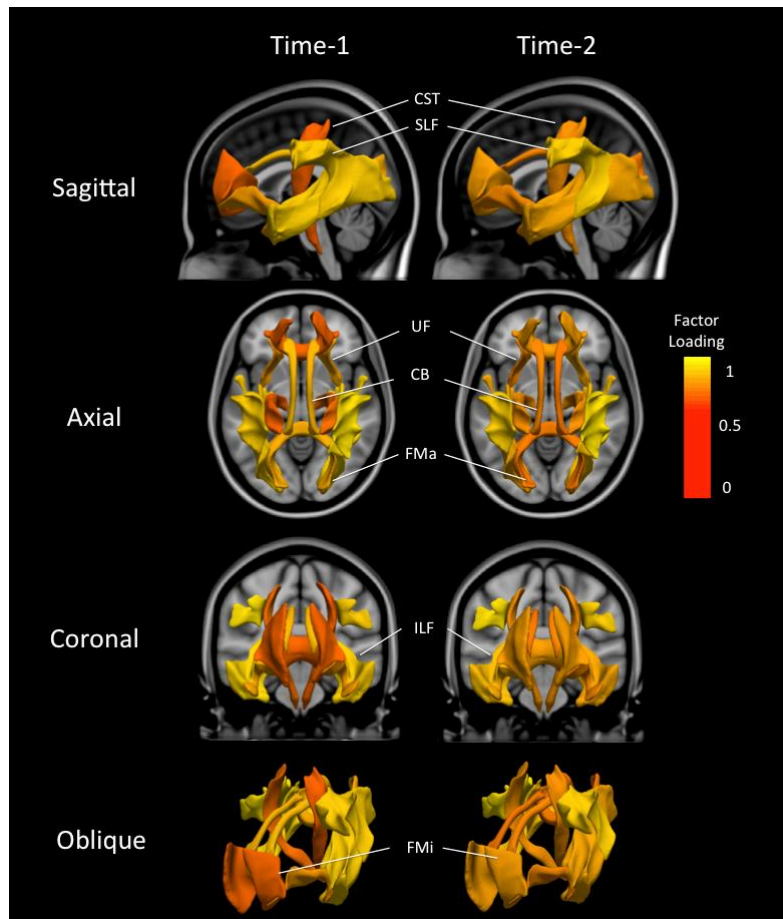 Time-1
Time-2
CST
SLF
Sagittal
UF
Factor
Loading
1
CB
Axial
0.5
FMa
0
Coronal
ILF
Oblique
FMi